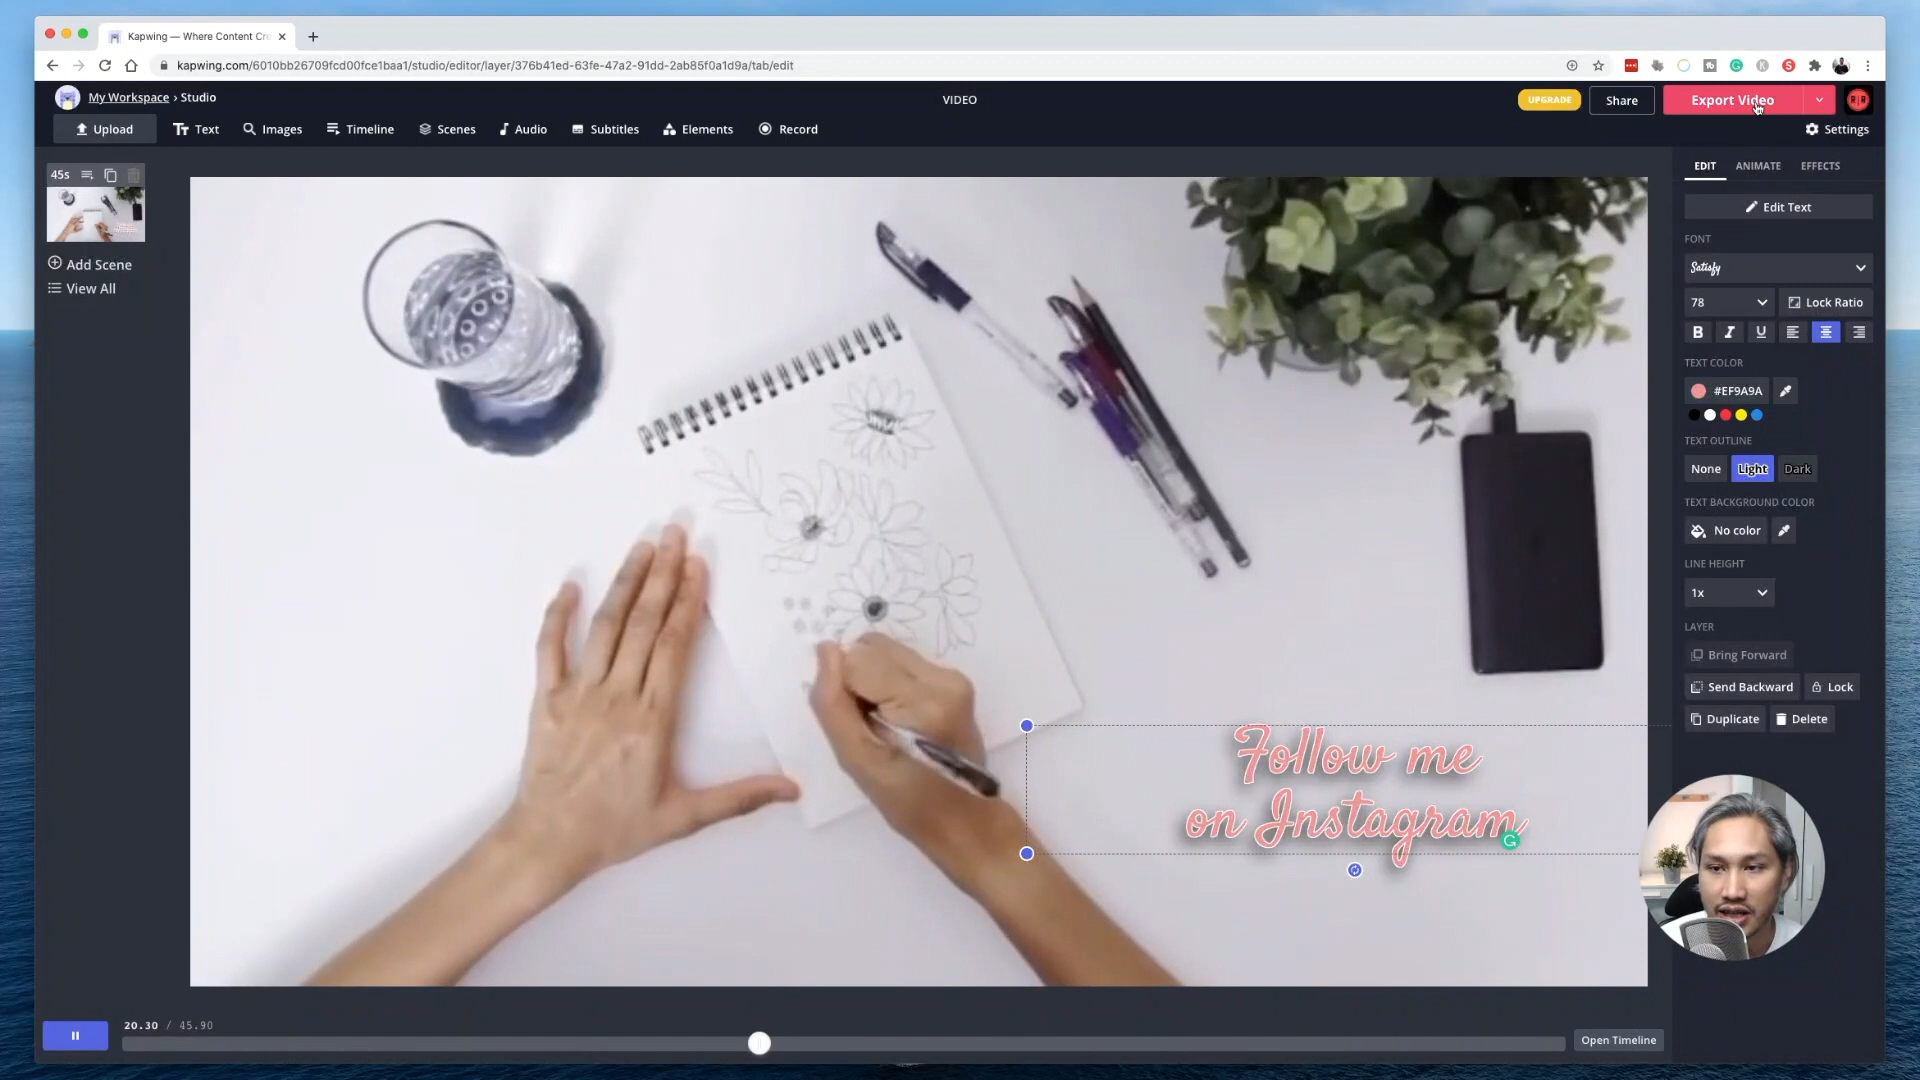 Kapwing — Where Content Cr
kapwing.com/6010bb26709fcd00fce1baa1/studio/editor/layer/376b41ed-63fe-47a2-91dd-2ab85f0a1d9a/tab/edit
My Workspace › Studio
VIDEO
UPGRADE
Share
Export Video
R|R
Upload
Text
Images
Timeline
Scenes
Audio
Subtitles
Elements
Record
Settings
45s
Add Scene
View All
EDIT
ANIMATE
EFFECTS
Edit Text
FONT
Satisfy
78
Lock Ratio
B I U
TEXT COLOR
#EF9A9A
TEXT OUTLINE
None
Light
Dark
TEXT BACKGROUND COLOR
No color
LINE HEIGHT
1x
LAYER
Bring Forward
Send Backward
Lock
Duplicate
Delete
Follow me
on Instagram
20.30 / 45.90
Open Timeline